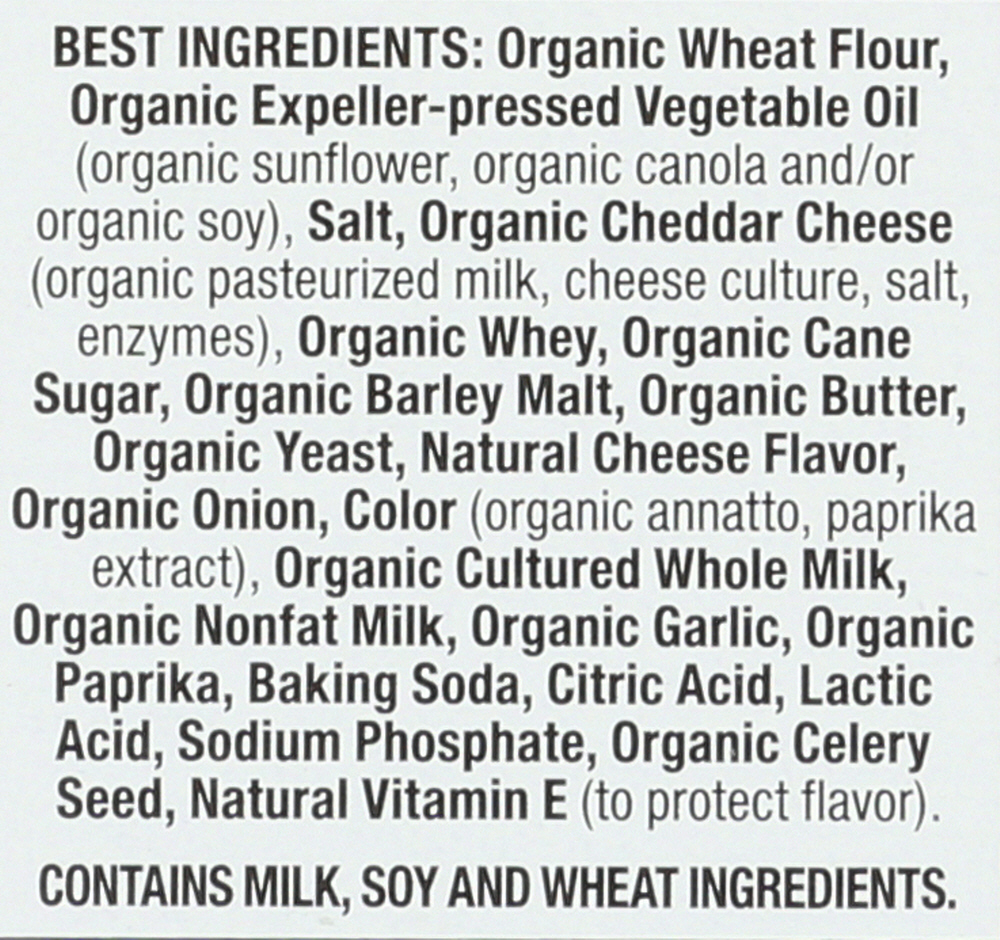 BEST INGREDIENTS: Organic Wheat Flour,
Organic Expeller-pressed Vegetable Oil
(organic sunflower, organic canola and/or
organic soy), Salt, Organic Cheddar Cheese
(organic pasteurized milk, cheese culture, salt,
enzymes), Organic Whey, Organic Cane
Sugar, Organic Barley Malt, Organic Butter,
Organic Yeast, Natural Cheese Flavor,
Organic Onion, Color (organic annatto, paprika
extract), Organic Cultured Whole Milk,
Organic Nonfat Milk, Organic Garlic, Organic
Paprika, Baking Soda, Citric Acid, Lactic
Acid, Sodium Phosphate, Organic Celery
Seed, Natural Vitamin E (to protect flavor).
CONTAINS MILK, SOY AND WHEAT INGREDIENTS.